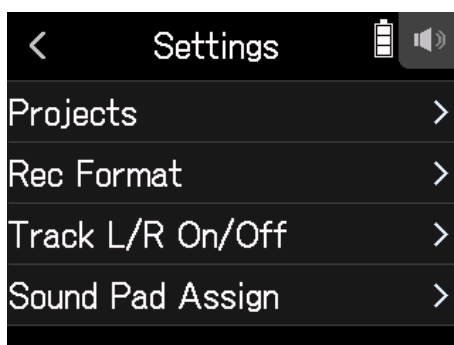 Settings
Projects
Rec Format
Track L/R On/Off
Sound Pad Assign